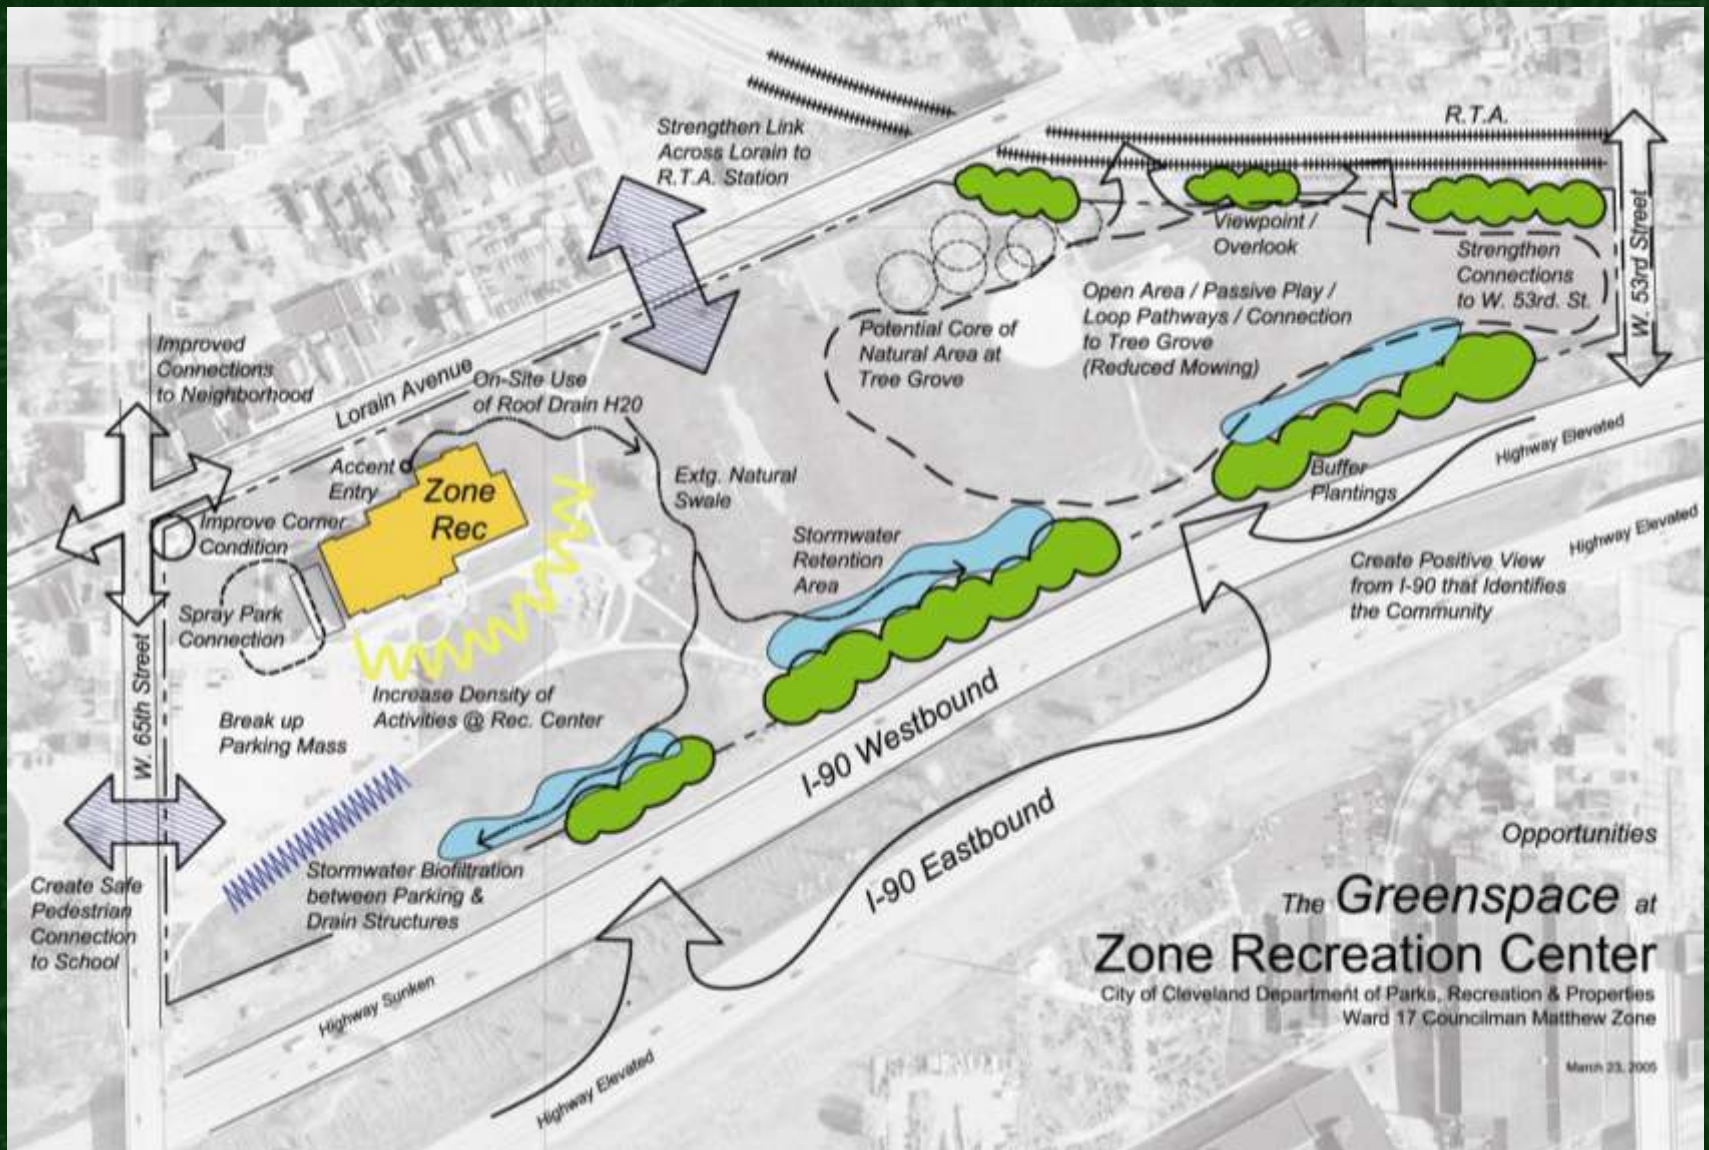 R.T.A.
Strengthen Link
Across Lorain to
R.T.A. Station
W. 53rd Street
Viewpoint /
Overlook
Strengthen
Connections
to W. 53rd. St.
Open Area / Passive Play /
Loop Pathways / Connection
to Tree Grove
(Reduced Mowing)
Potential Core of
Natural Area at
Tree Grove
Improved
Connections
to Neighborhood
Lorain Avenue
On-Site Use
of Roof Drain H20
Accent
Entry
Zone
Rec
Extg. Natural
Swale
Improve Corner
Condition
Buffer
Plantings
Highway Elevated
Highway Elevated
Stormwater
Retention
Area
Create Positive View
from I-90 that Identifies
the Community
Spray Park
Connection
W. 65th Street
Increase Density of
Activities @ Rec. Center
Break up
Parking Mass
I-90 Westbound
I-90 Eastbound
Stormwater Biofiltration
between Parking &
Drain Structures
Create Safe
Pedestrian
Connection
to School
Highway Sunken
Highway Elevated
Opportunities
The Greenspace at
Zone Recreation Center
City of Cleveland Department of Parks, Recreation & Properties
Ward 17 Councilman Matthew Zone
March 23, 2005